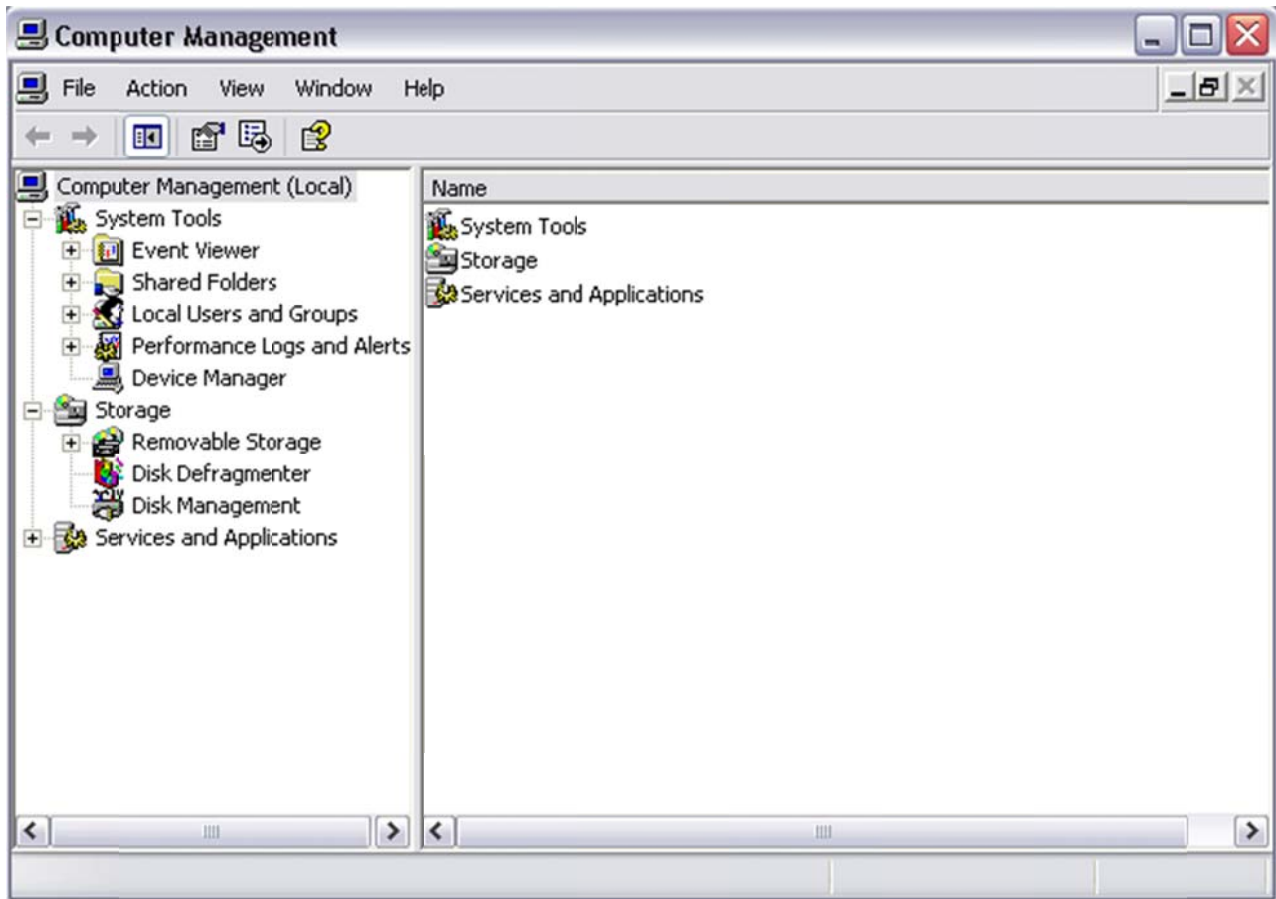 Computer Management
File Action View Window Help
Computer Management (Local)
System Tools
Event Viewer
Shared Folders
Local Users and Groups
Performance Logs and Alerts
Device Manager
Storage
Removable Storage
Disk Defragmenter
Disk Management
Services and Applications
Name
System Tools
Storage
Services and Applications